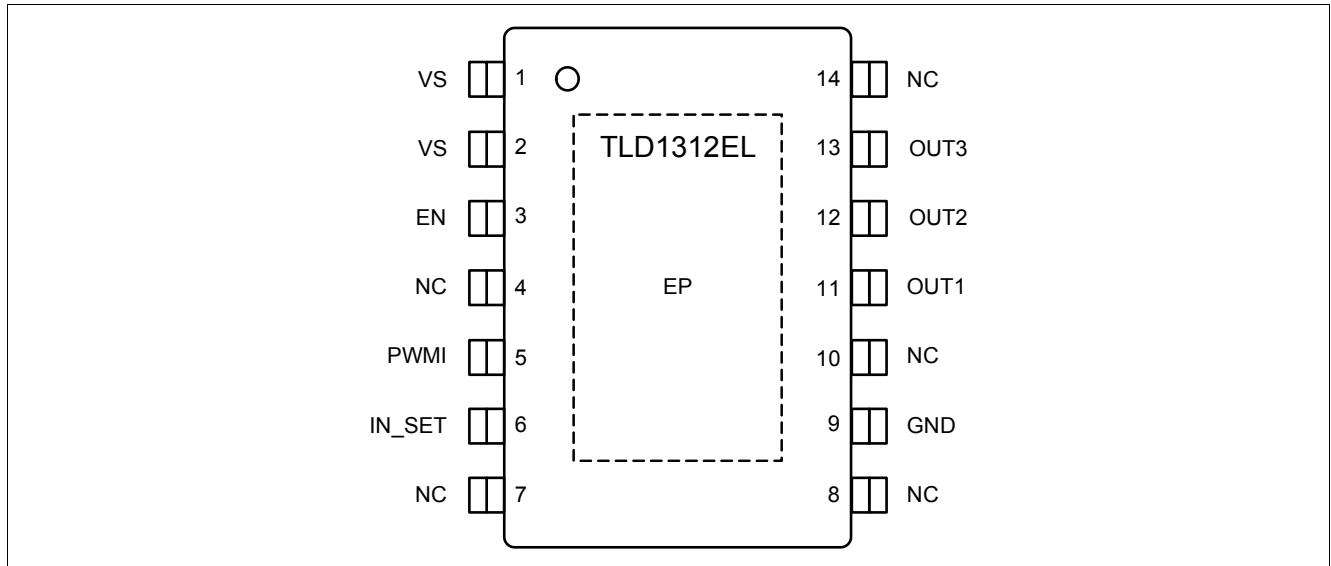 VS 1 14 NC
VS 2 TLD1312EL 13 OUT3
EN 3 12 OUT2
NC 4 EP 11 OUT1
PWMI 5 10 NC
IN_SET 6 9 GND
NC 7 8 NC